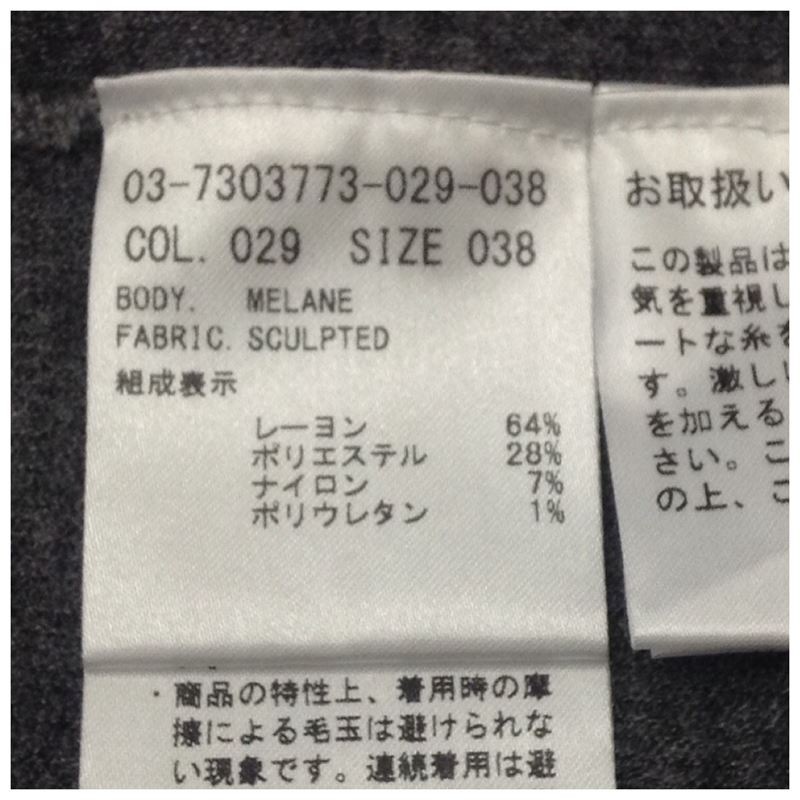 03-7303773-029-038
COL. 029 SIZE 038
BODY. MELANE
FABRIC. SCULPTED
組成表示
レーヨン 64%
ポリエステル 28%
ナイロン 7%
ポリウレタン 1%
・商品の特性上、着用時の摩
擦による毛玉は避けられな
い現象です。連続着用は避
お取扱い
この製品は
気を重視し
ートな糸を
す。激しい
を加える
さい。こ
の上、こ